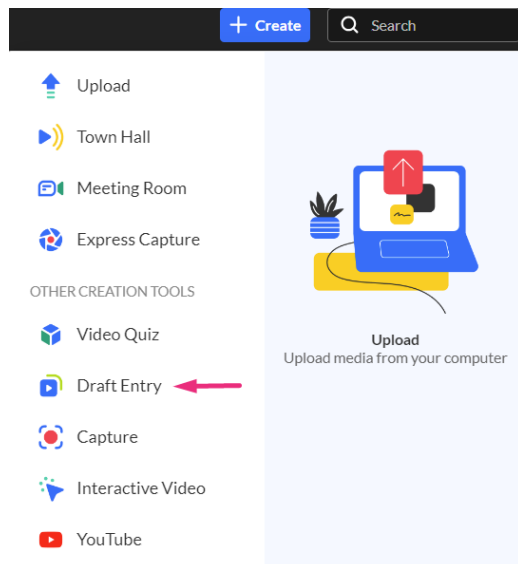 Create
Search
Upload
Town Hall
Meeting Room
Express Capture
OTHER CREATION TOOLS
Video Quiz
Draft Entry
Capture
Interactive Video
YouTube
Upload
Upload media from your computer